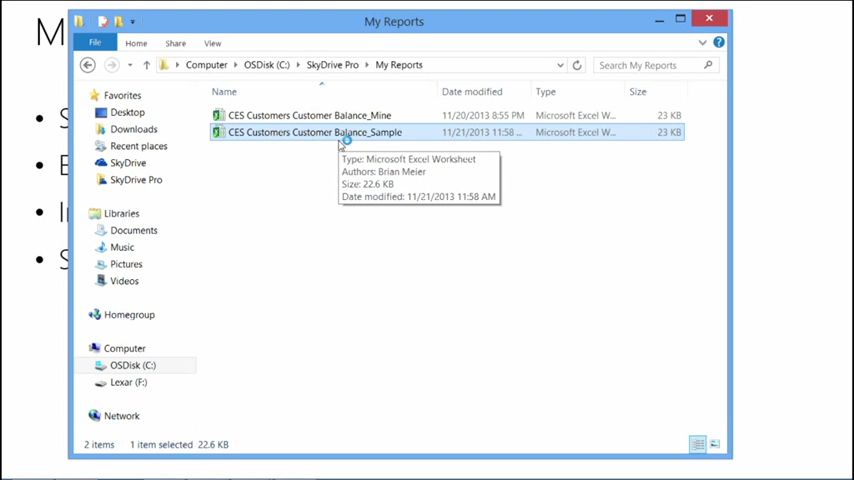 M
My Reports
File Home Share View
Computer OSDisk (C:) SkyDrive Pro My Reports Search My Reports
Name Date modified Type Size
CES Customers Customer Balance_Mine 11/20/2013 8:55 PM Microsoft Excel W... 23 KB
CES Customers Customer Balance_Sample 11/21/2013 11:58 ... Microsoft Excel W... 23 KB
Type: Microsoft Excel Worksheet
Authors: Brian Meier
Size: 22.6 KB
Date modified: 11/21/2013 11:58 AM
Favorites
Desktop
Downloads
Recent places
SkyDrive
SkyDrive Pro
Libraries
Documents
Music
Pictures
Videos
Homegroup
Computer
OSDisk (C:)
Lexar (F:)
Network
2 items 1 item selected 22.6 KB